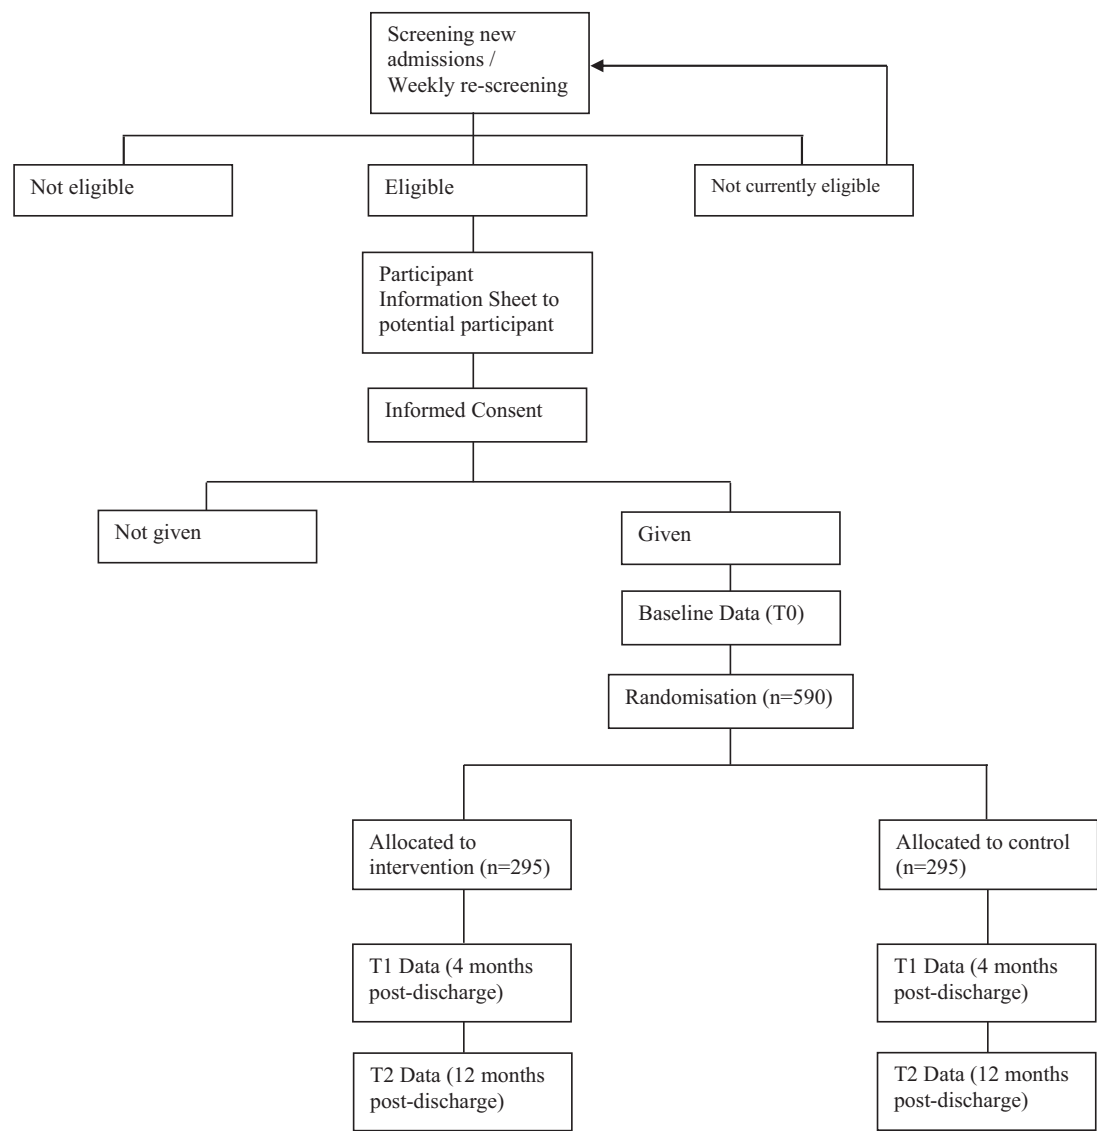 Screening new
admissions /
Weekly re-screening
Not eligible
Eligible
Not currently eligible
Participant
Information Sheet to
potential participant
Informed Consent
Not given
Given
Baseline Data (T0)
Randomisation (n=590)
Allocated to
intervention (n=295)
Allocated to control
(n=295)
T1 Data (4 months
post-discharge)
T1 Data (4 months
post-discharge)
T2 Data (12 months
post-discharge)
T2 Data (12 months
post-discharge)